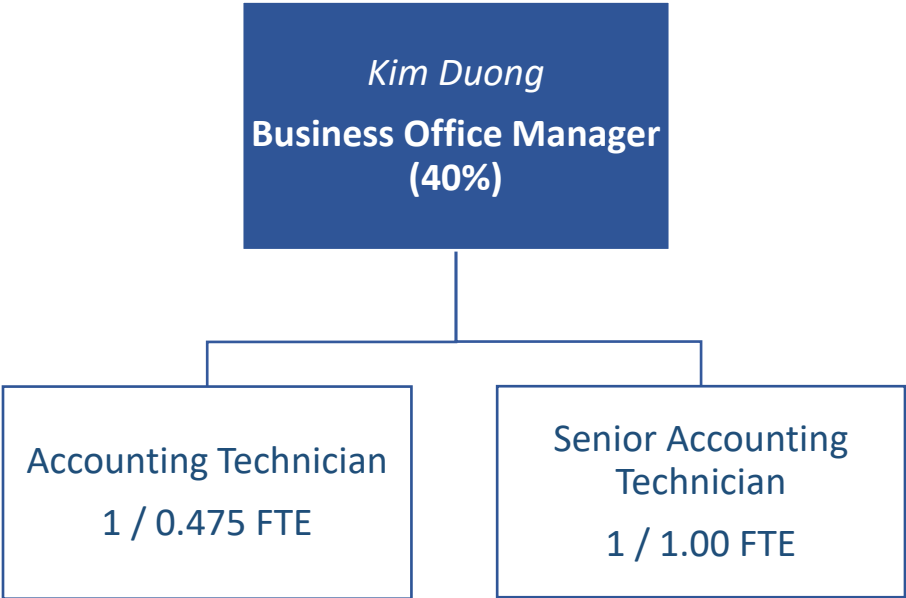 Kim Duong
Business Office Manager
(40%)
Accounting Technician
1 / 0.475 FTE
Senior Accounting
Technician
1 / 1.00 FTE